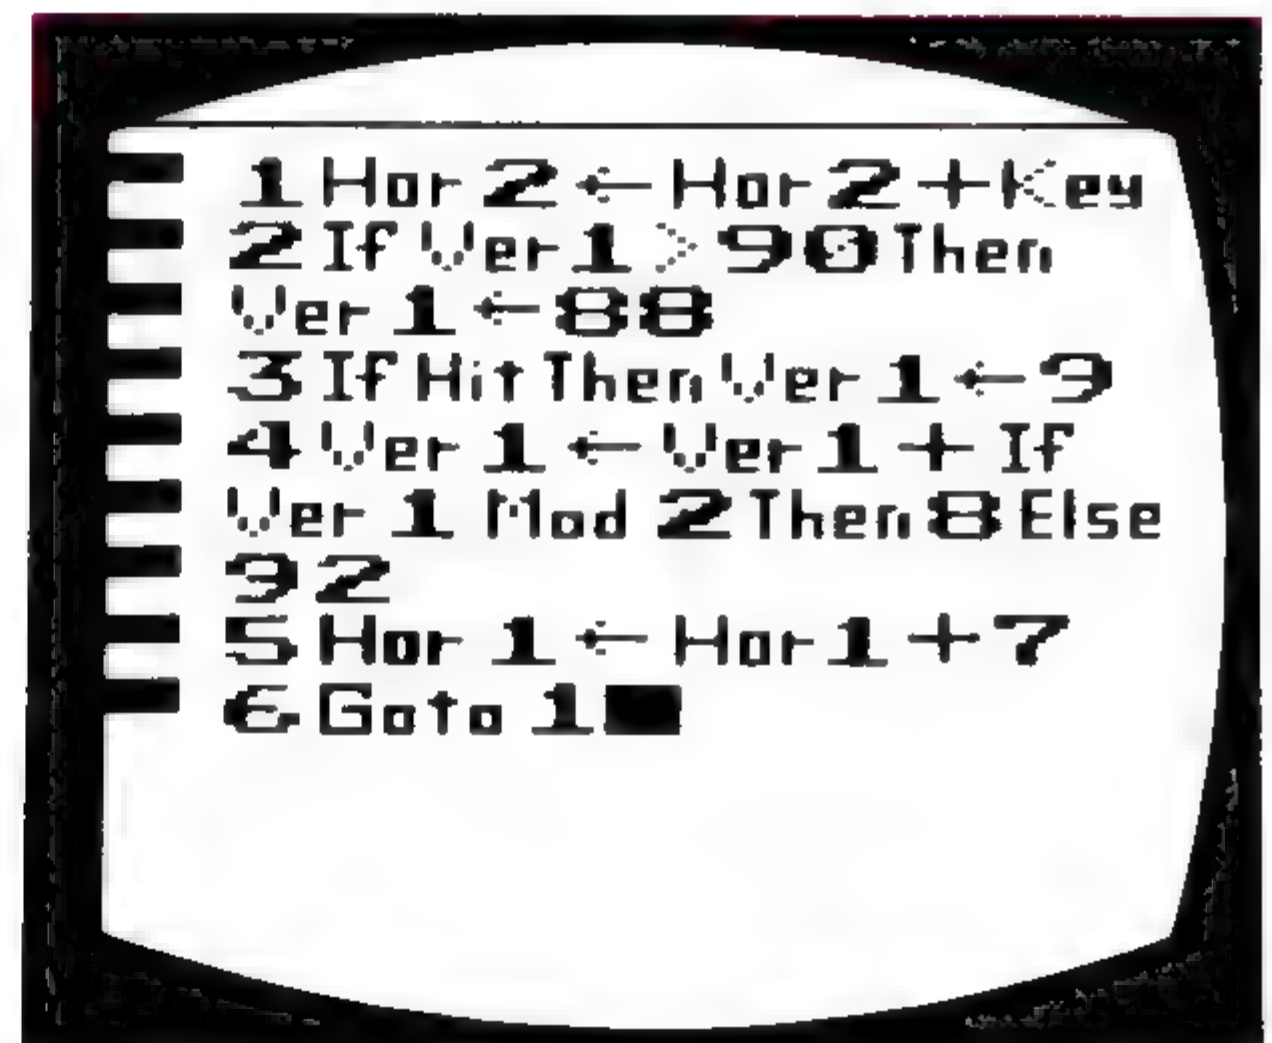 1 Hor 2 ← Hor 2 + Key
2 If Ver 1 > 90 Then
Ver 1 ← 88
3 If Hit Then Ver 1 ← 9
4 Ver 1 ← Ver 1 + If
Ver 1 Mod 2 Then 8 Else
92
5 Hor 1 ← Hor 1 + 7
6 Goto 1